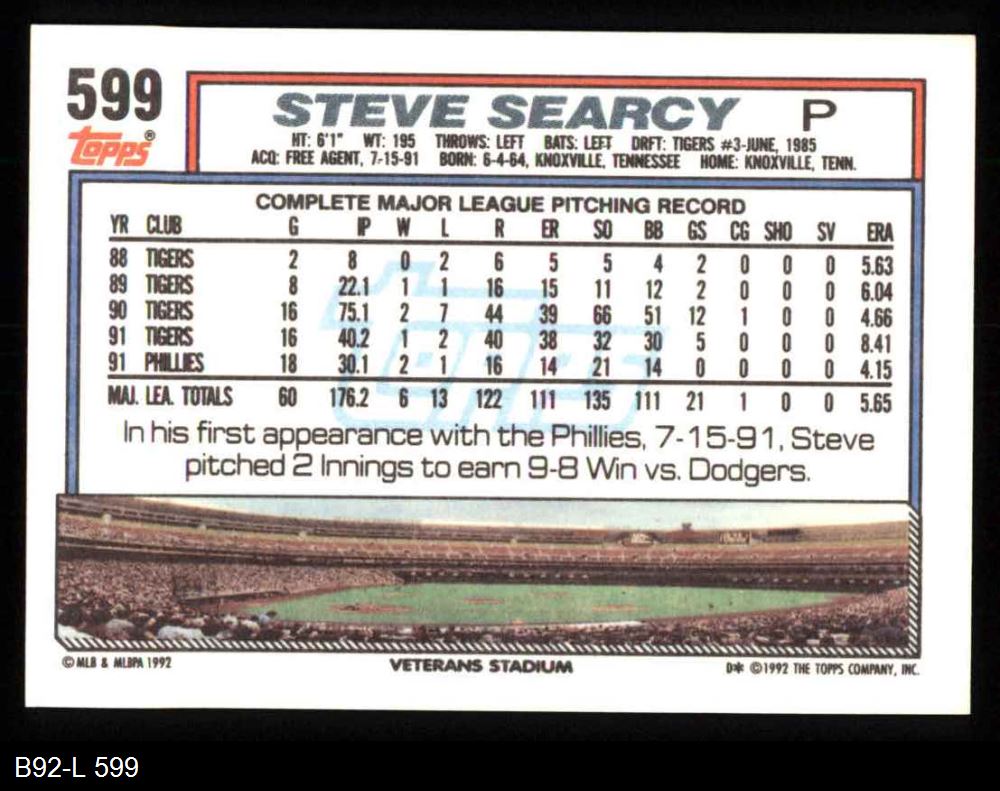 599
Topps®
STEVE SEARCY P
HT: 6'1" WT: 195 THROWS: LEFT BATS: LEFT DRFT: TIGERS #3-JUNE, 1985
ACQ: FREE AGENT, 7-15-91 BORN: 6-4-64, KNOXVILLE, TENNESSEE HOME: KNOXVILLE, TENN.
COMPLETE MAJOR LEAGUE PITCHING RECORD
YR CLUB G IP W L R ER SO BB GS CG SHO SV ERA
88 TIGERS 2 8 0 2 6 5 5 4 2 0 0 0 5.63
89 TIGERS 8 22.1 1 1 16 15 11 12 2 0 0 0 6.04
90 TIGERS 16 75.1 2 7 44 39 66 51 12 1 0 0 4.66
91 TIGERS 16 40.2 1 2 40 38 32 30 5 0 0 0 8.41
91 PHILLIES 18 30.1 2 1 16 14 21 14 0 0 0 0 4.15
MAJ. LEA. TOTALS 60 176.2 6 13 122 111 135 111 21 1 0 0 5.65
Topps
In his first appearance with the Phillies, 7-15-91, Steve
pitched 2 Innings to earn 9-8 Win vs. Dodgers.
© MLB & MLBPA 1992 VETERANS STADIUM D* © 1992 THE TOPPS COMPANY, INC.
B92-L 599